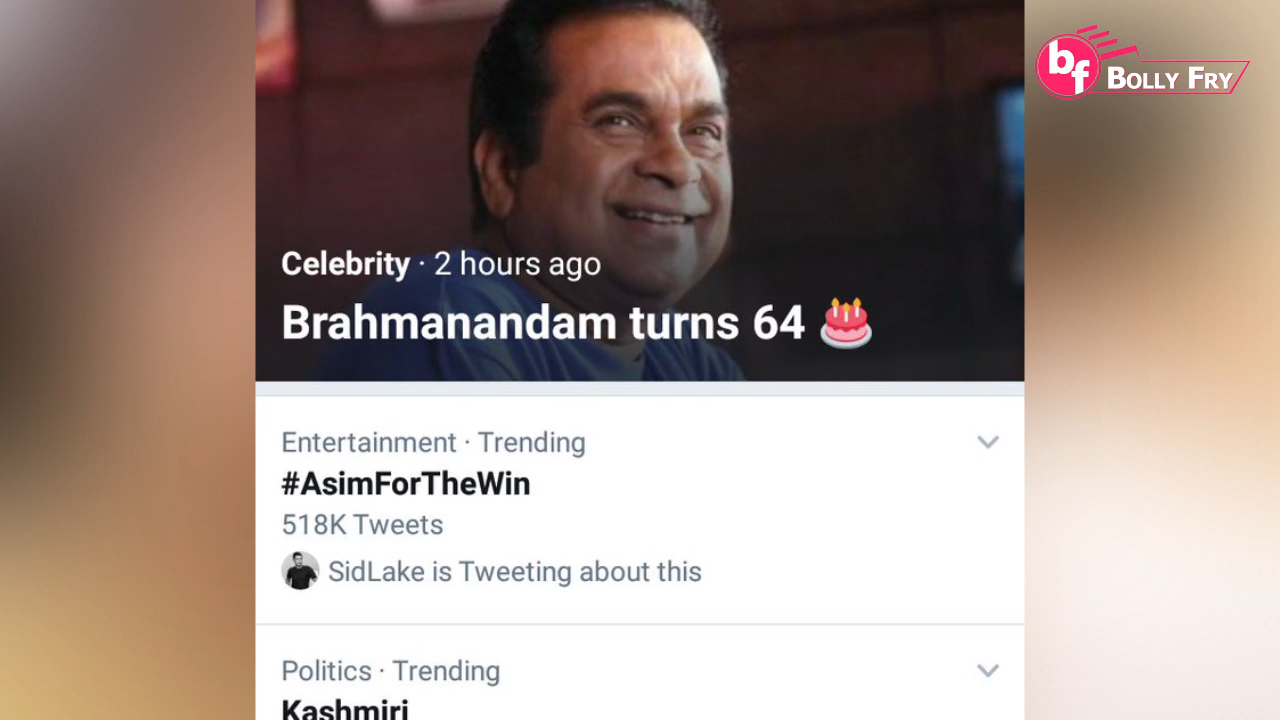 bf BOLLY FRY
Celebrity · 2 hours ago
Brahmanandam turns 64 🎂
Entertainment · Trending
#AsimForTheWin
518K Tweets
SidLake is Tweeting about this
Politics · Trending
Kashmiri